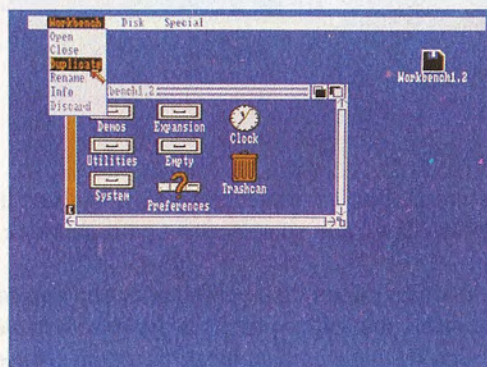 Workbench Disk Special
Open
Close
Duplicate
Rename
Info
Discard
Workbench1.2
bench1.2
Demos Expansion Clock
Utilities Empty Trashcan
System Preferences